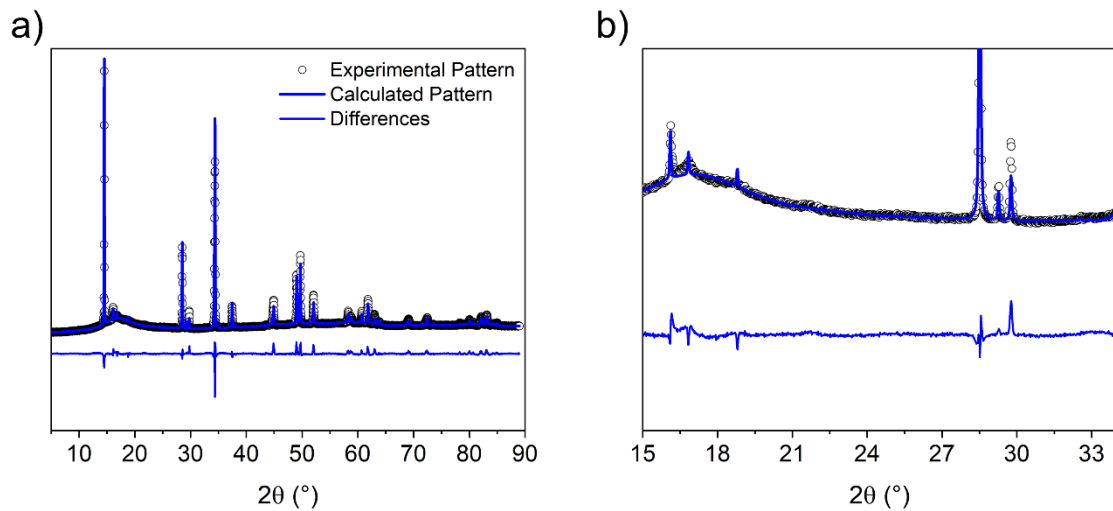 a)
Experimental Pattern
Calculated Pattern
Differences
10 20 30 40 50 60 70 80 90
2θ (°)
b)
15 18 21 24 27 30 33
2θ (°)